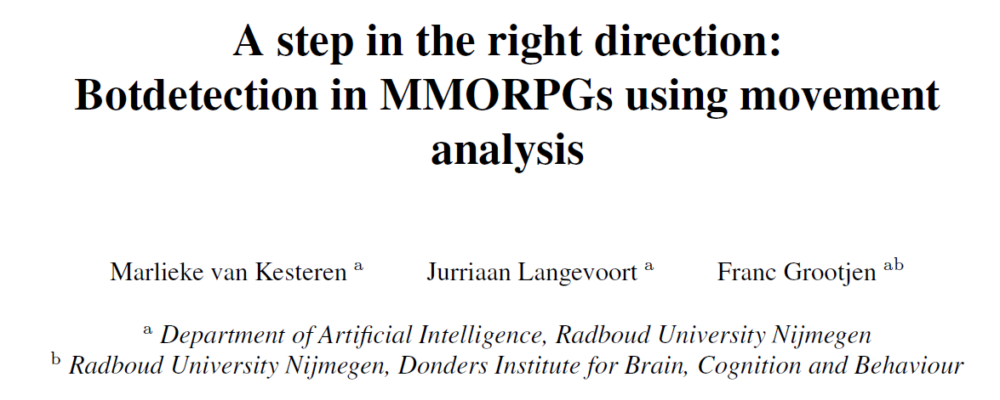 A step in the right direction:
Botdetection in MMORPGs using movement
analysis
Marlieke van Kesteren a Jurriaan Langevoort a Franc Grootjen ab
a Department of Artificial Intelligence, Radboud University Nijmegen
b Radboud University Nijmegen, Donders Institute for Brain, Cognition and Behaviour